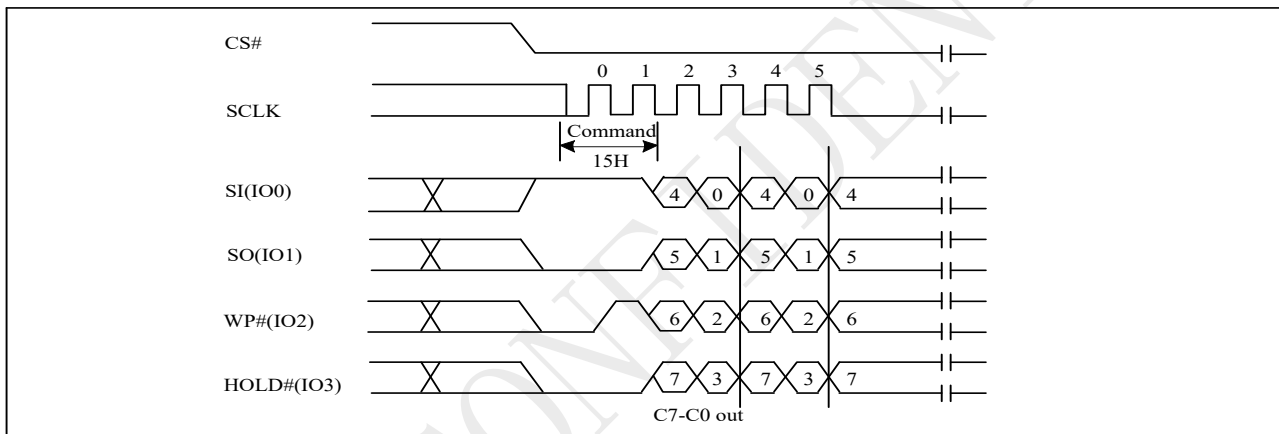 CS#
0 1 2 3 4 5
SCLK
Command
15H
SI(IO0) 4 0 4 0 4
SO(IO1) 5 1 5 1 5
WP#(IO2) 6 2 6 2 6
HOLD#(IO3) 7 3 7 3 7
C7-C0 out